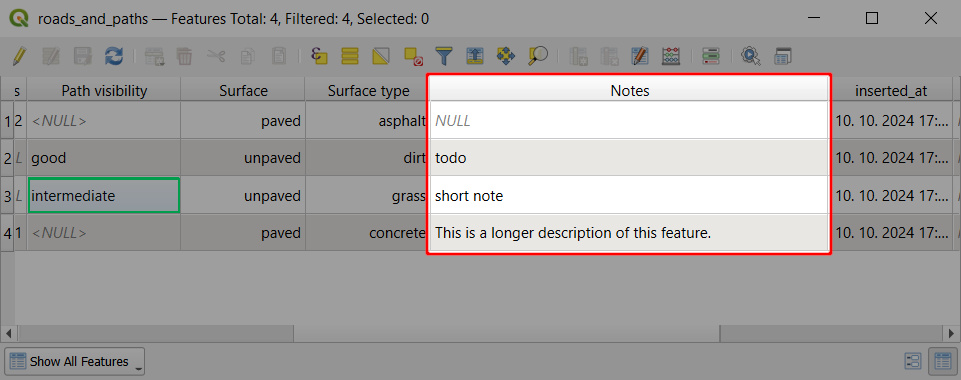 roads_and_paths — Features Total: 4, Filtered: 4, Selected: 0
s Path visibility Surface Surface type Notes inserted_at
1 2 <NULL> paved asphalt NULL 10. 10. 2024 17:...
2 L good unpaved dirt todo 10. 10. 2024 17:...
3 L intermediate unpaved grass short note 10. 10. 2024 17:...
4 1 <NULL> paved concrete This is a longer description of this feature. 10. 10. 2024 17:...
Show All Features